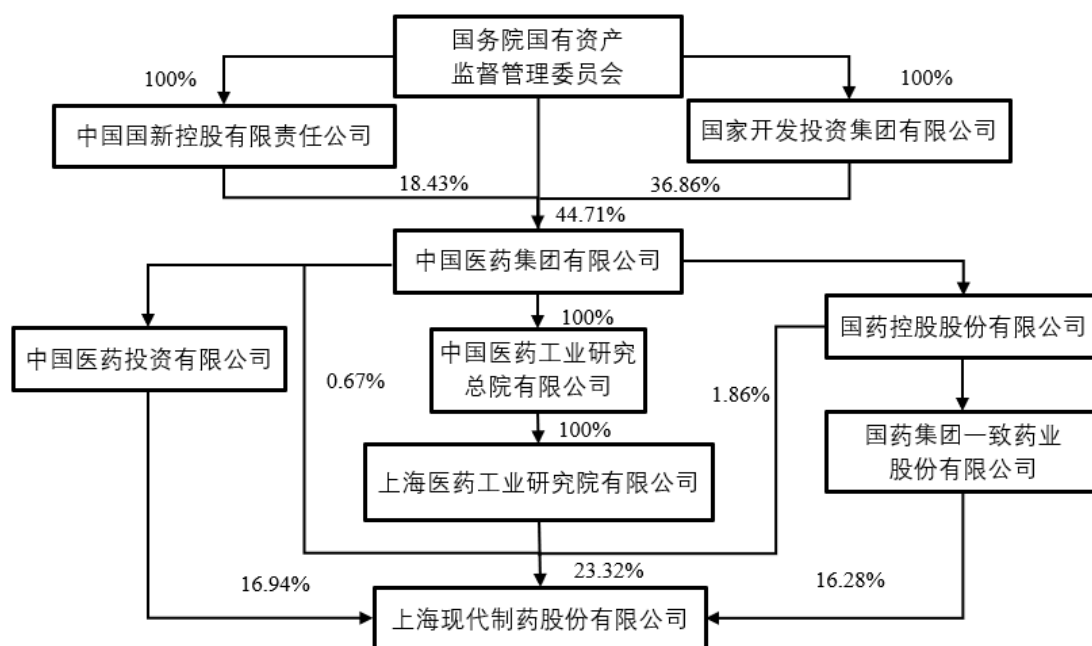 国务院国有资产
监督管理委员会
100%
100%
中国国新控股有限责任公司
国家开发投资集团有限公司
18.43%
36.86%
44.71%
中国医药集团有限公司
100%
国药控股股份有限公司
中国医药投资有限公司
中国医药工业研究
总院有限公司
0.67%
1.86%
100%
国药集团一致药业
股份有限公司
上海医药工业研究院有限公司
16.94%
23.32%
16.28%
上海现代制药股份有限公司